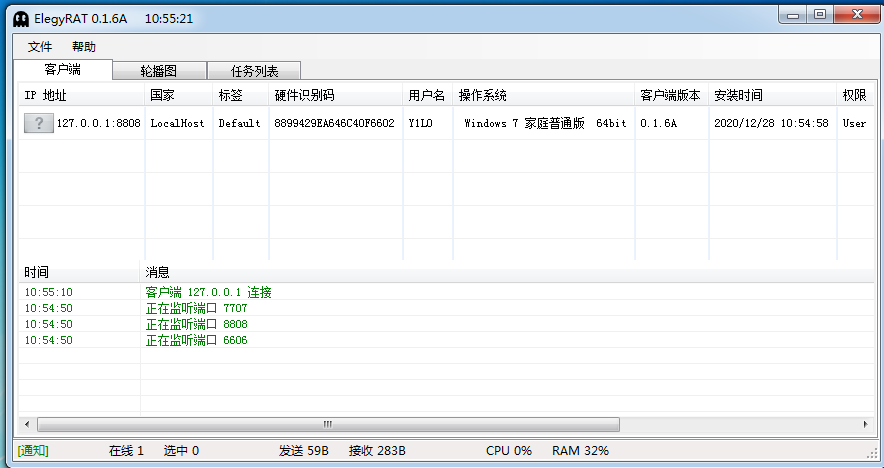 ElegyRAT 0.1.6A 10:55:21
文件 帮助
客户端 轮播图 任务列表
IP 地址 国家 标签 硬件识别码 用户名 操作系统 客户端版本 安装时间 权限
? 127.0.0.1:8808 LocalHost Default 8899429EA646C40F6602 Y1LO Windows 7 家庭普通版 64bit 0.1.6A 2020/12/28 10:54:58 User
时间 消息
10:55:10 客户端 127.0.0.1 连接
10:54:50 正在监听端口 7707
10:54:50 正在监听端口 8808
10:54:50 正在监听端口 6606
[通知] 在线 1 选中 0 发送 59B 接收 283B CPU 0% RAM 32%